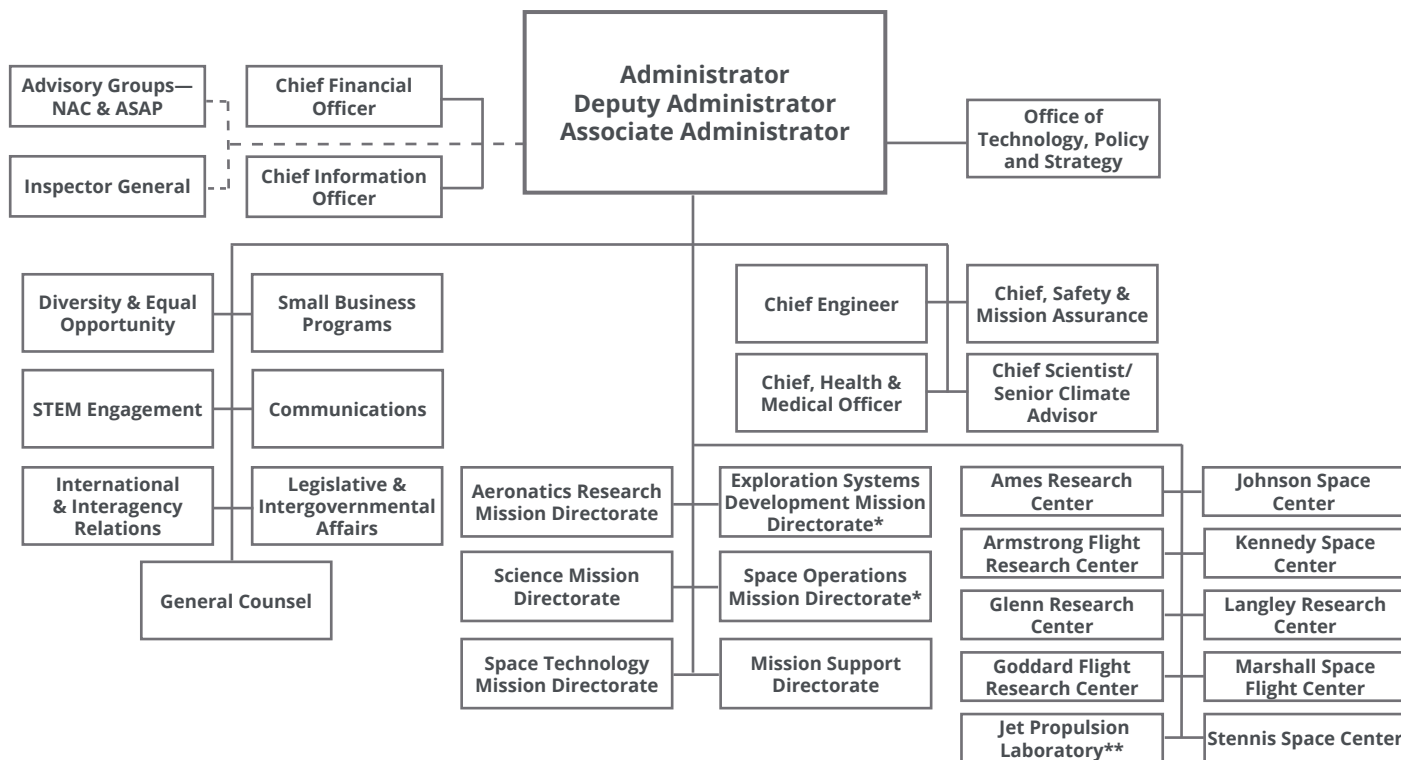 Administrator
Deputy Administrator
Associate Administrator
Advisory Groups—
NAC & ASAP
Chief Financial
Officer
Office of
Technology, Policy
and Strategy
Inspector General
Chief Information
Officer
Diversity & Equal
Opportunity
Small Business
Programs
Chief Engineer
Chief, Safety &
Mission Assurance
STEM Engagement
Communications
Chief, Health &
Medical Officer
Chief Scientist/
Senior Climate
Advisor
International
& Interagency
Relations
Legislative &
Intergovernmental
Affairs
General Counsel
Aeronatics Research
Mission Directorate
Exploration Systems
Development Mission
Directorate*
Science Mission
Directorate
Space Operations
Mission Directorate*
Space Technology
Mission Directorate
Mission Support
Directorate
Ames Research
Center
Johnson Space
Center
Armstrong Flight
Research Center
Kennedy Space
Center
Glenn Research
Center
Langley Research
Center
Goddard Flight
Research Center
Marshall Space
Flight Center
Jet Propulsion
Laboratory**
Stennis Space Center